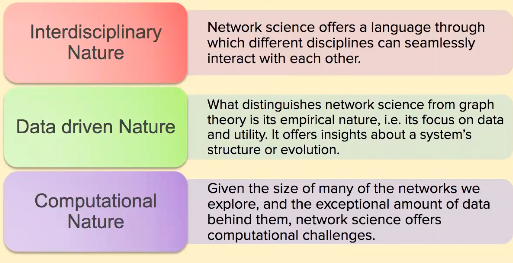 Interdisciplinary
Nature
Network science offers a language through
which different disciplines can seamlessly
interact with each other.
Data driven Nature
What distinguishes network science from graph
theory is its empirical nature, i.e. its focus on data
and utility. It offers insights about a system's
structure or evolution.
Computational
Nature
Given the size of many of the networks we
explore, and the exceptional amount of data
behind them, network science offers
computational challenges.